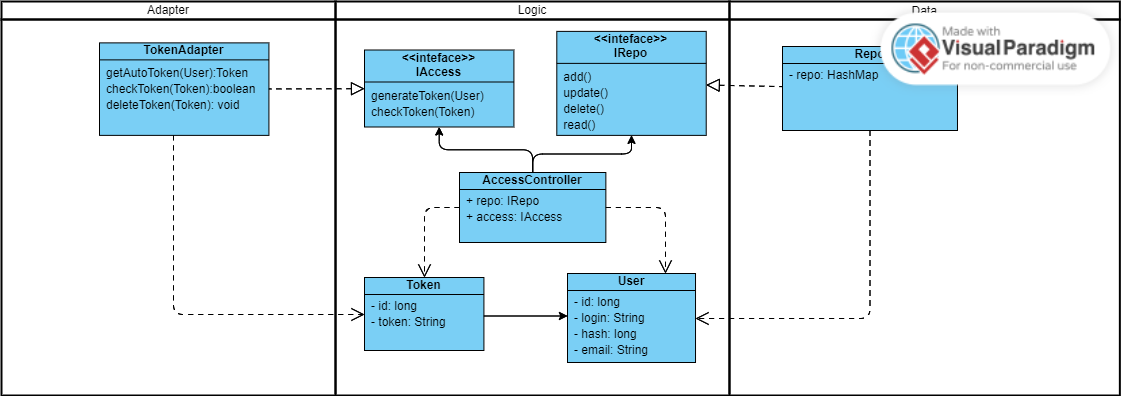 Adapter
Logic
Data
TokenAdapter
getAutoToken(User):Token
checkToken(Token):boolean
deleteToken(Token): void
<<inteface>>
IAccess
generateToken(User)
checkToken(Token)
<<inteface>>
IRepo
add()
update()
delete()
read()
Repo
- repo: HashMap
Made with
Visual Paradigm
For non-commercial use
AccessController
+ repo: IRepo
+ access: IAccess
Token
- id: long
- token: String
User
- id: long
- login: String
- hash: long
- email: String